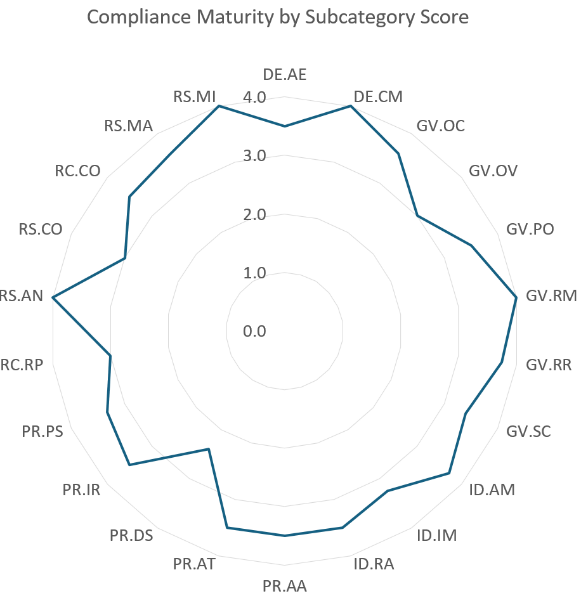 Compliance Maturity by Subcategory Score
DE.AE
RS.MI
DE.CM
4.0
RS.MA
GV.OC
3.0
RC.CO
GV.OV
2.0
RS.CO
GV.PO
1.0
RS.AN
GV.RM
0.0
RC.RP
GV.RR
PR.PS
GV.SC
PR.IR
ID.AM
PR.DS
ID.IM
PR.AT
ID.RA
PR.AA